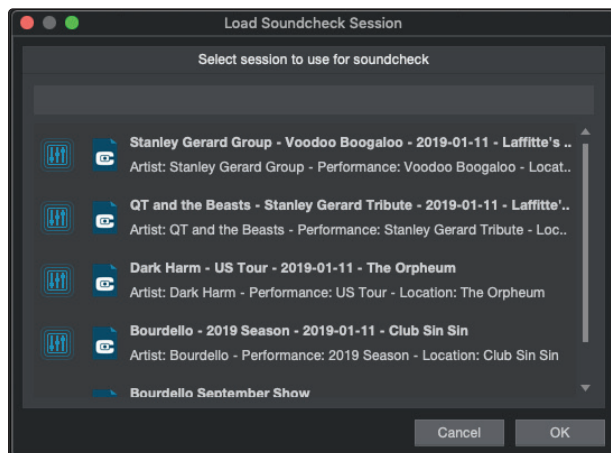 Load Soundcheck Session
Select session to use for soundcheck
Stanley Gerard Group - Voodoo Boogaloo - 2019-01-11 - Laffitte's ..
Artist: Stanley Gerard Group - Performance: Voodoo Boogaloo - Locat..
QT and the Beasts - Stanley Gerard Tribute - 2019-01-11 - Laffitte'..
Artist: QT and the Beasts - Performance: Stanley Gerard Tribute - Loc..
Dark Harm - US Tour - 2019-01-11 - The Orpheum
Artist: Dark Harm - Performance: US Tour - Location: The Orpheum
Bourdello - 2019 Season - 2019-01-11 - Club Sin Sin
Artist: Bourdello - Performance: 2019 Season - Location: Club Sin Sin
Bourdello September Show
Cancel OK